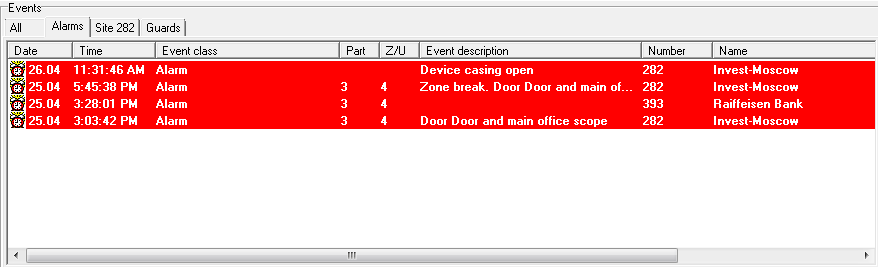 Events
All Alarms Site 282 Guards
Date Time Event class Part Z/U Event description Number Name
26.04 11:31:46 AM Alarm Device casing open 282 Invest-Moscow
25.04 5:45:38 PM Alarm 3 4 Zone break. Door Door and main of... 282 Invest-Moscow
25.04 3:28:01 PM Alarm 3 4 393 Raiffeisen Bank
25.04 3:03:42 PM Alarm 3 4 Door Door and main office scope 282 Invest-Moscow